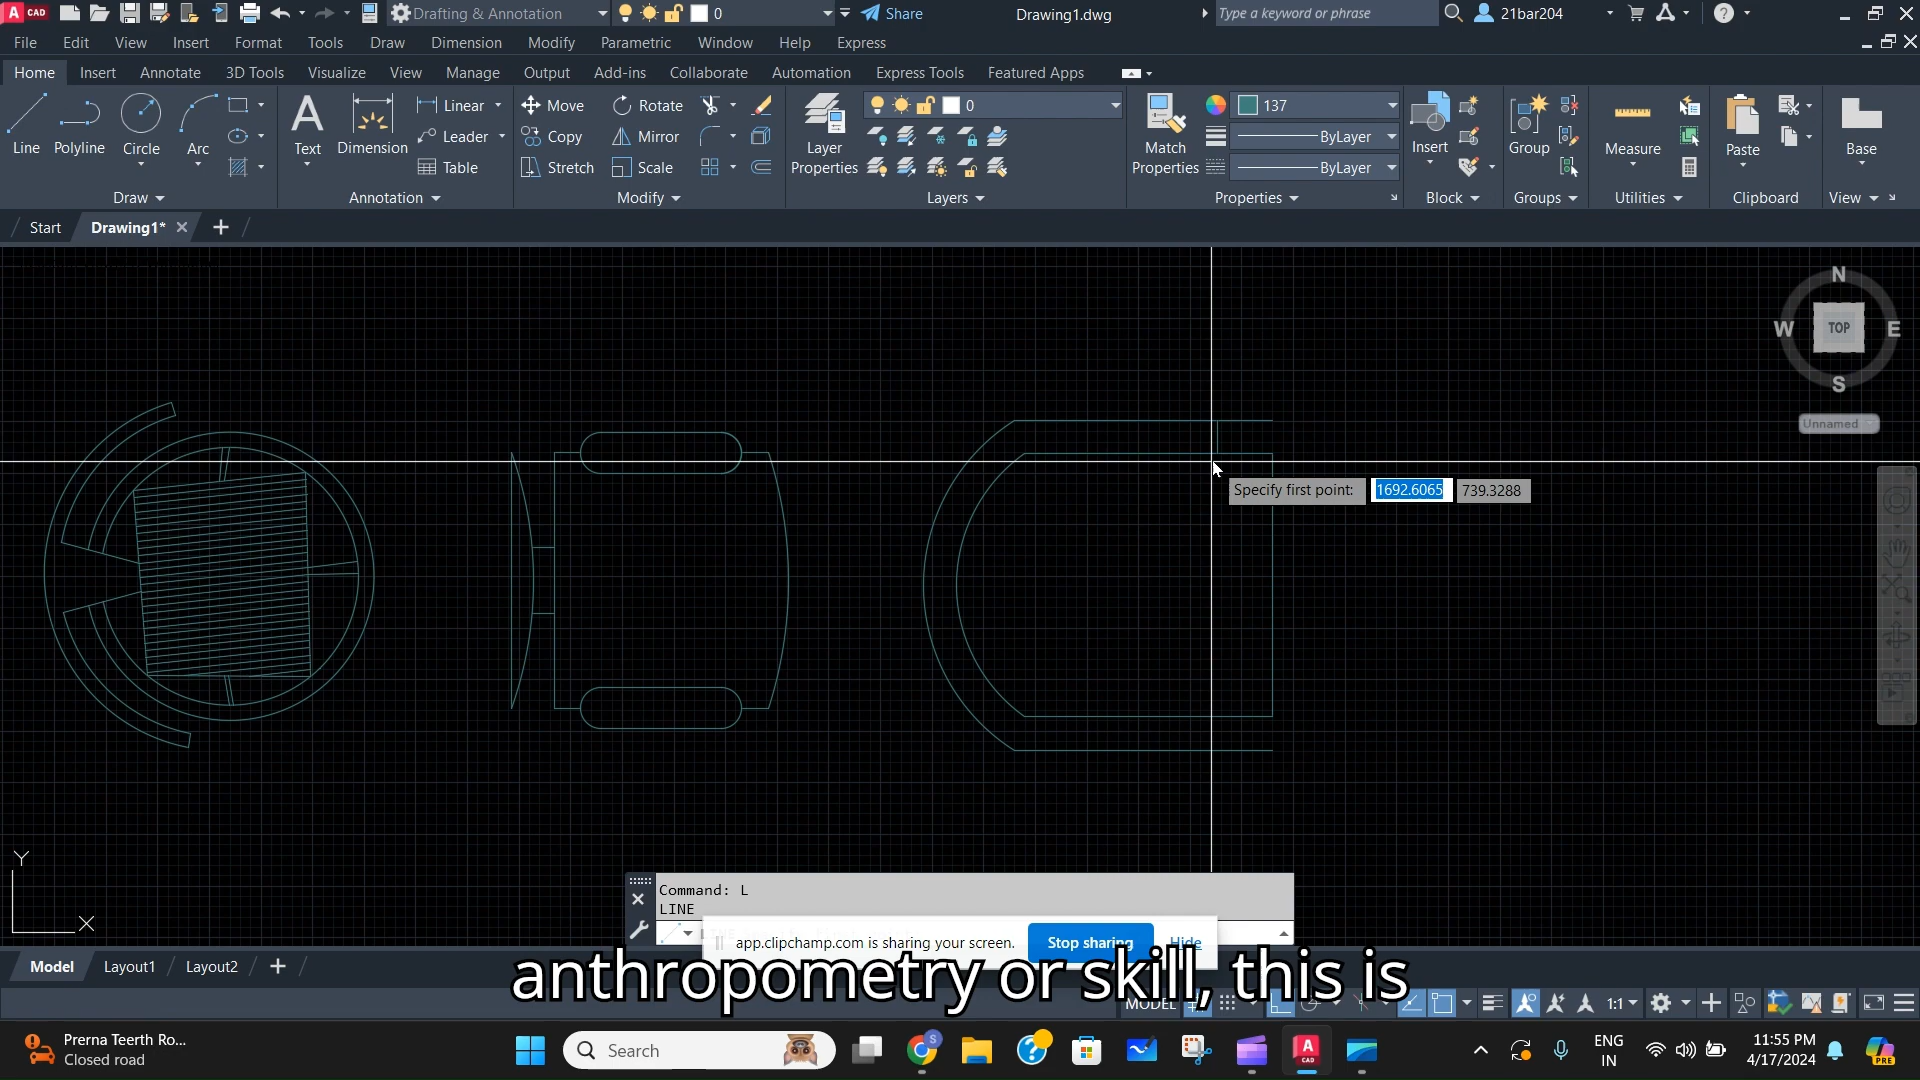 CAD
Drafting & Annotation
0
Share
Drawing1.dwg
Type a keyword or phrase
21bar204
File Edit View Insert Format Tools Draw Dimension Modify Parametric Window Help Express
Home Insert Annotate 3D Tools Visualize View Manage Output Add-ins Collaborate Automation Express Tools Featured Apps
Line Polyline Circle Arc
Draw
Text Dimension
Linear
Leader
Table
Annotation
Move Rotate
Copy Mirror
Stretch Scale
Modify
Layer
Properties
0
Layers
Match
Properties
137
ByLayer
ByLayer
Properties
Insert
Block
Group
Groups
Measure
Utilities
Paste
Clipboard
Base
View
Start Drawing1*
N
W TOP E
S
Unnamed
Specify first point: 1692.6065 739.3288
Y
X
Command: L
LINE
app.clipchamp.com is sharing your screen. Stop sharing Hide
anthropometry or skill, this is
Model Layout1 Layout2
MODEL 1:1
Prerna Teerth Ro...
Closed road
Search
ENG
IN
11:55 PM
4/17/2024